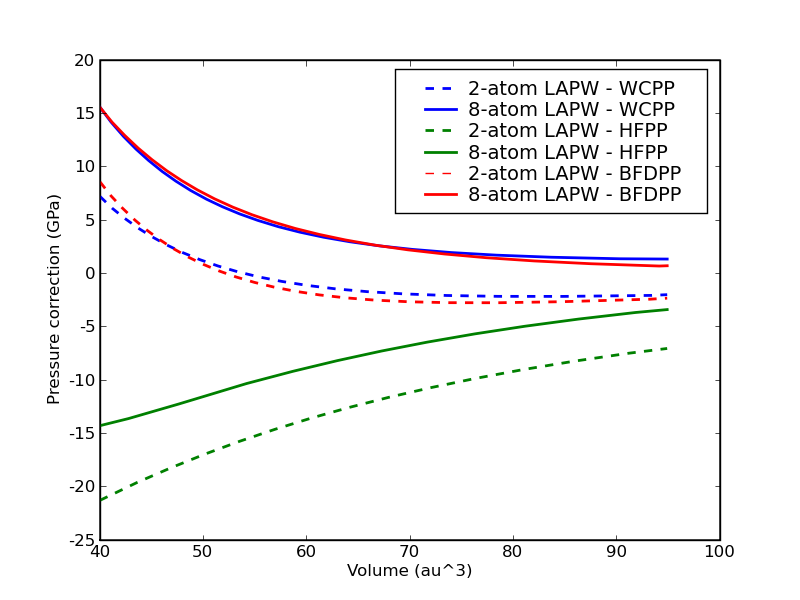 20
15
10
5
0
-5
-10
-15
-20
-25
40
50
60
70
80
90
100
Pressure correction (GPa)
Volume (au^3)
2-atom LAPW - WCPP
8-atom LAPW - WCPP
2-atom LAPW - HFPP
8-atom LAPW - HFPP
2-atom LAPW - BFDPP
8-atom LAPW - BFDPP